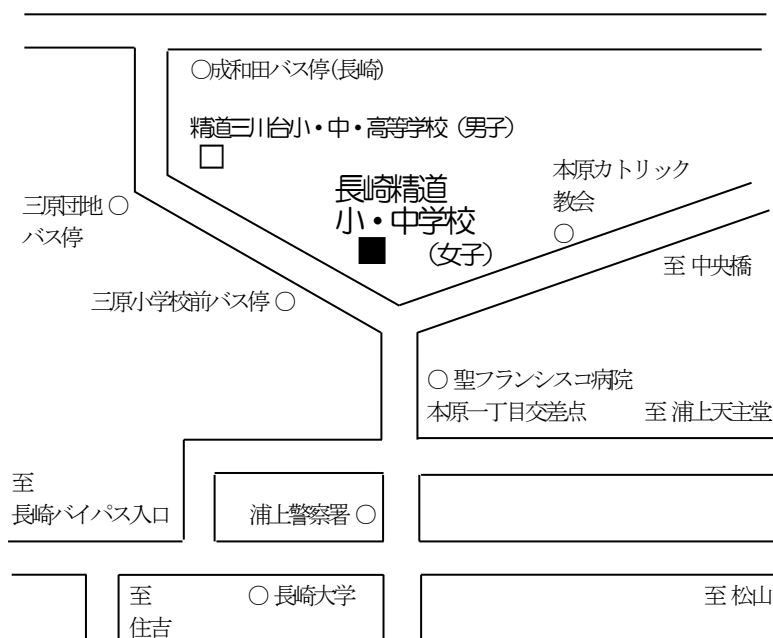 ○成和田バス停(長崎)
精道三川台小・中・高等学校（男子）
長崎精道
小・中学校
（女子）
本原カトリック
教会
三原団地○
バス停
至 中央橋
三原小学校前バス停○
○聖フランシスコ病院
本原一丁目交差点 至 浦上天主堂
至
長崎バイパス入口
浦上警察署○
至
住吉
○長崎大学
至 松山